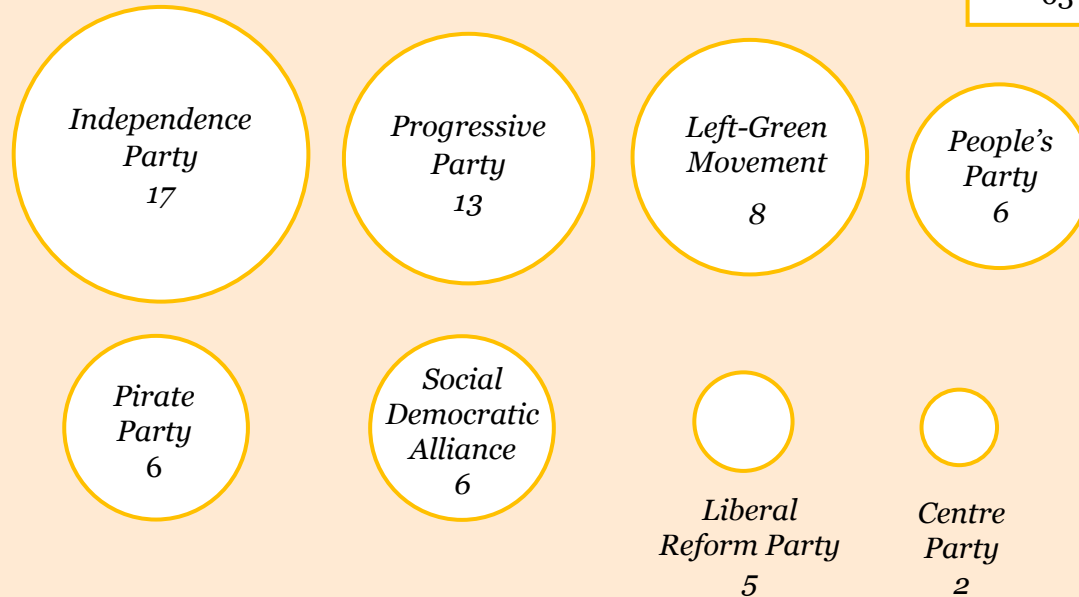 Independence
Party
17
Progressive
Party
13
Left-Green
Movement
8
People's
Party
6
Pirate
Party
6
Social
Democratic
Alliance
6
Liberal
Reform Party
5
Centre
Party
2